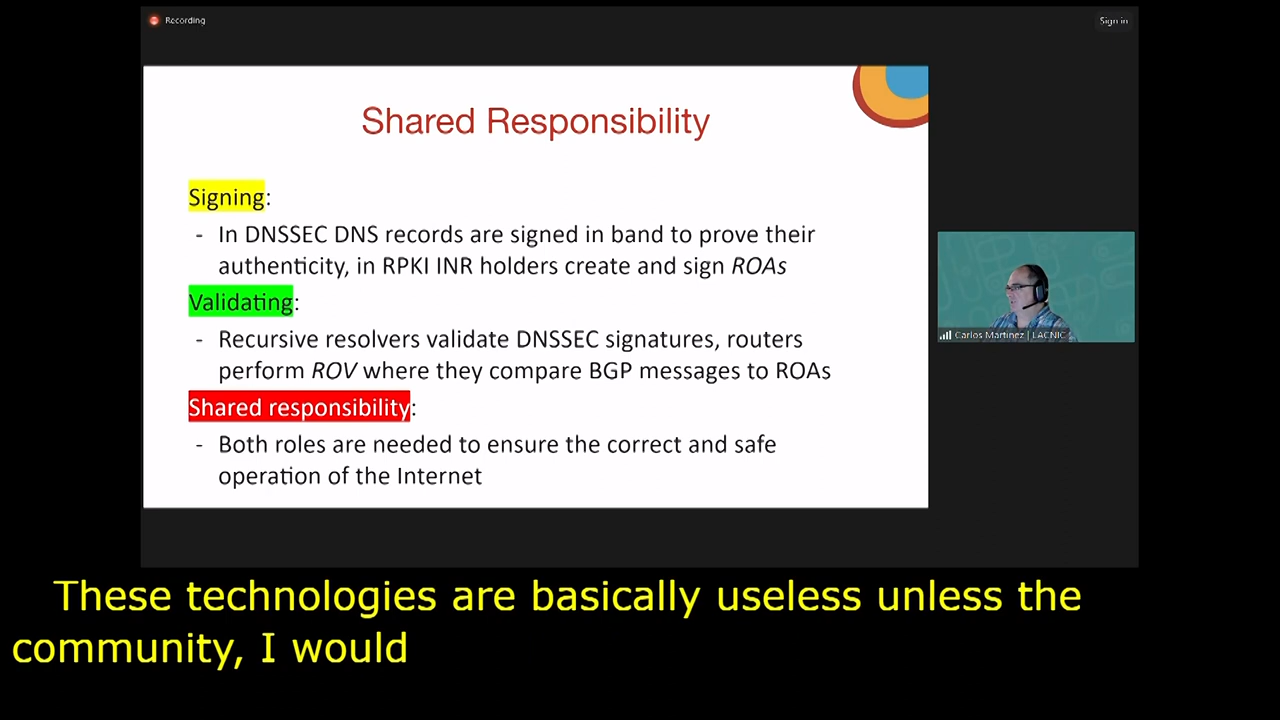 Recording
Sign in
Shared Responsibility
Signing:
- In DNSSEC DNS records are signed in band to prove their
authenticity, in RPKI INR holders create and sign ROAs
Validating:
- Recursive resolvers validate DNSSEC signatures, routers
perform ROV where they compare BGP messages to ROAs
Shared responsibility:
- Both roles are needed to ensure the correct and safe
operation of the Internet
Carlos Martinez | LACNIC
These technologies are basically useless unless the
community, I would